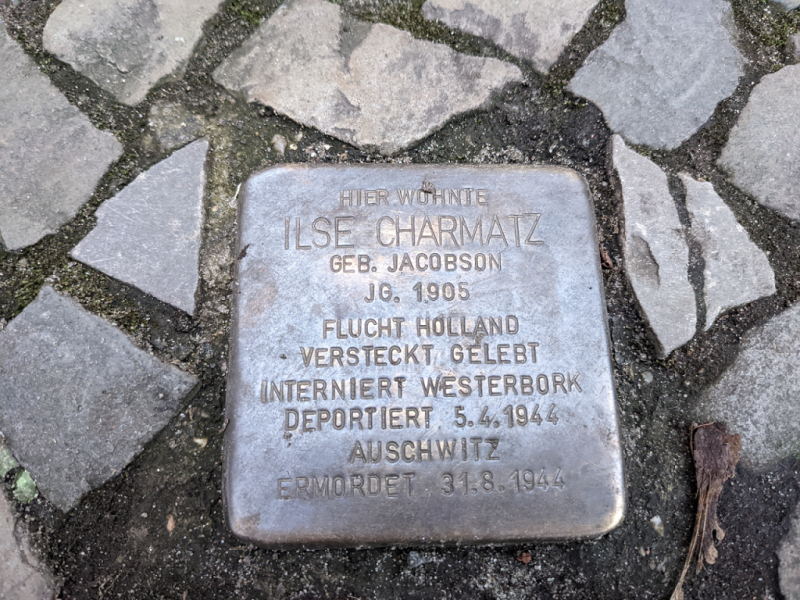 HIER WOHNTE
ILSE CHARMATZ
GEB. JACOBSON
JG. 1905
FLUCHT HOLLAND
VERSTECKT GELEBT
INTERNIERT WESTERBORK
DEPORTIERT 5.4.1944
AUSCHWITZ
ERMORDET 31.8.1944